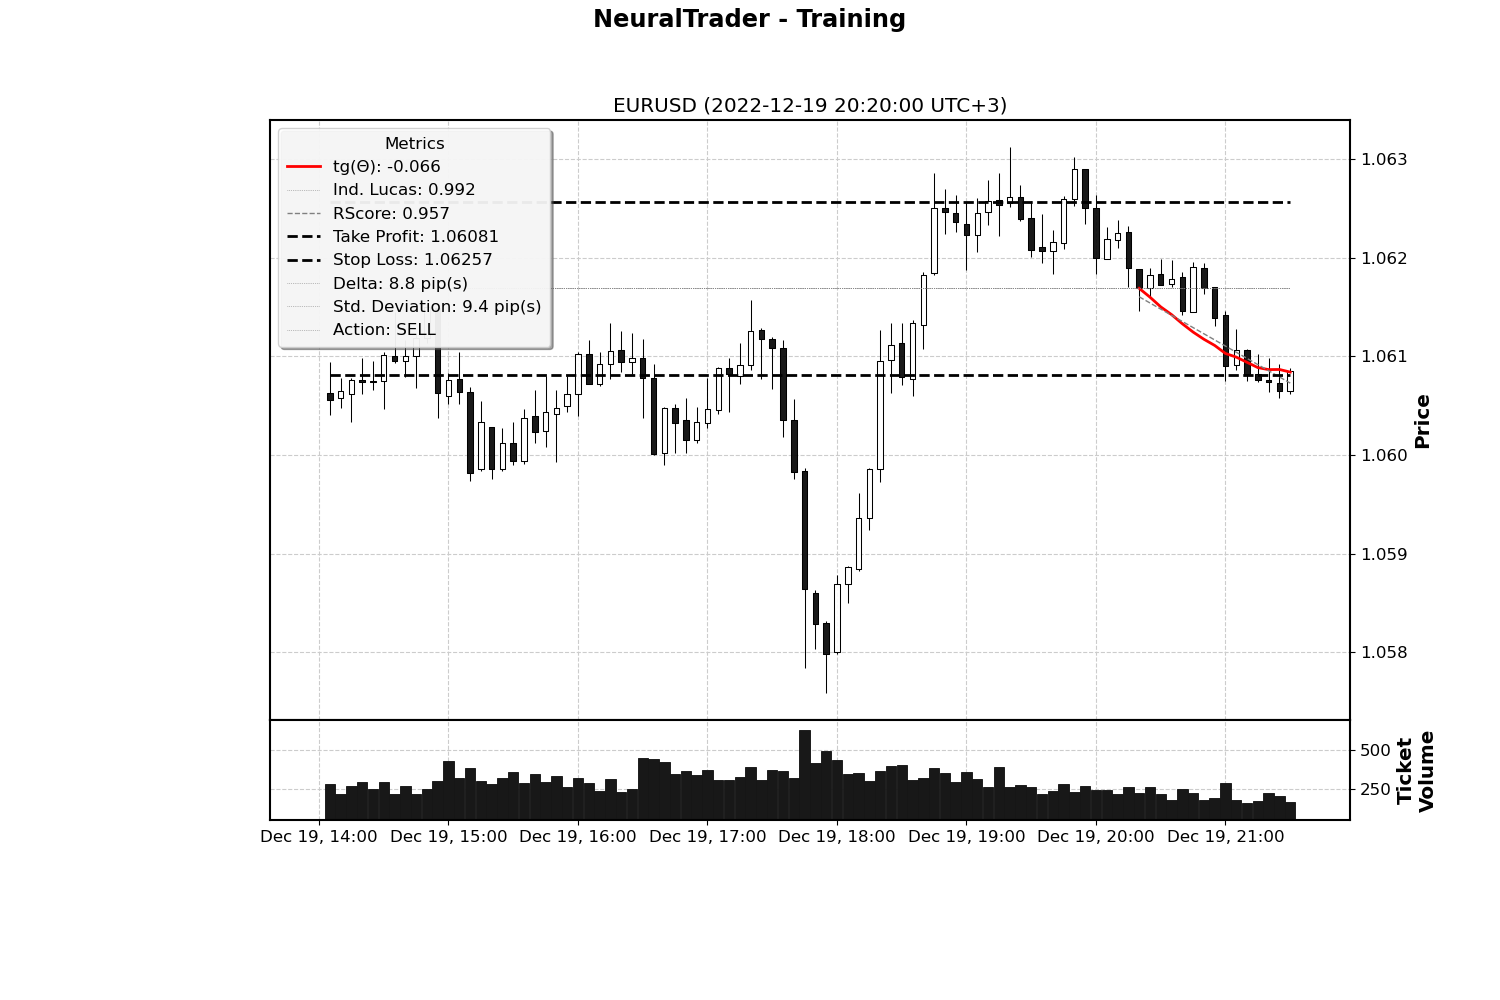 NeuralTrader - Training
EURUSD (2022-12-19 20:20:00 UTC+3)
Metrics
tg(Θ): -0.066
Ind. Lucas: 0.992
RScore: 0.957
Take Profit: 1.06081
Stop Loss: 1.06257
Delta: 8.8 pip(s)
Std. Deviation: 9.4 pip(s)
Action: SELL
1.063
1.062
1.061
1.060
1.059
1.058
Price
500
250
Ticket
Volume
Dec 19, 14:00
Dec 19, 15:00
Dec 19, 16:00
Dec 19, 17:00
Dec 19, 18:00
Dec 19, 19:00
Dec 19, 20:00
Dec 19, 21:00